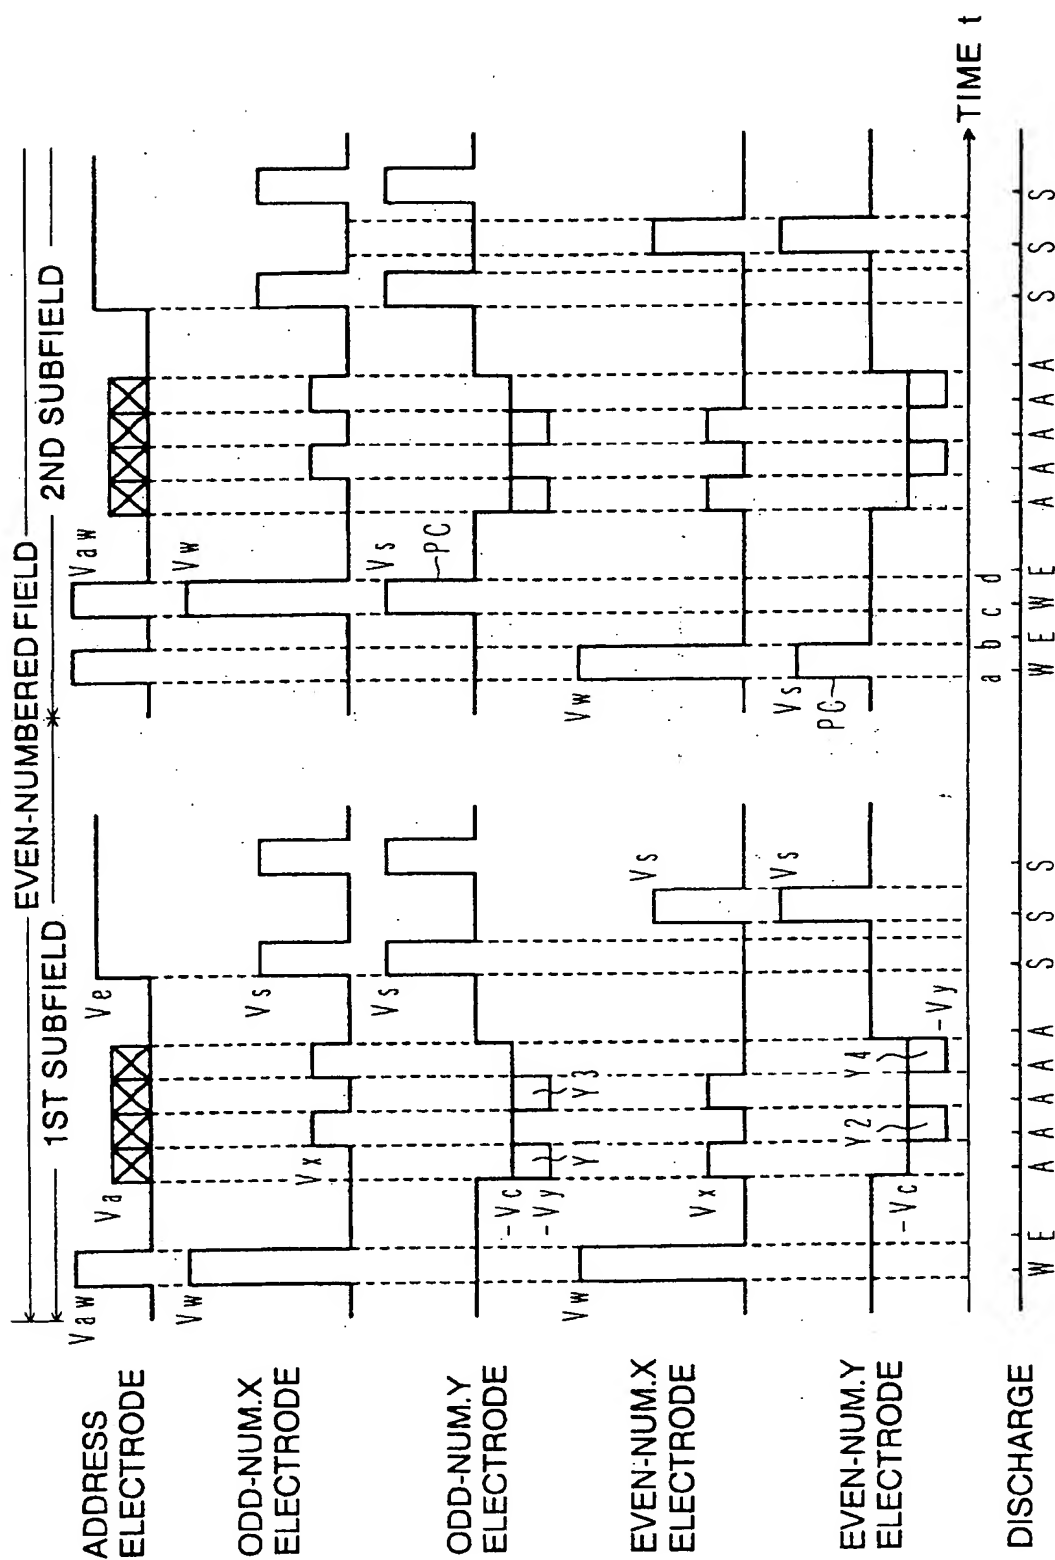 EVEN-NUMBERED FIELD
1ST SUBFIELD
2ND SUBFIELD
ADDRESS
ELECTRODE
Vaw
Va
Ve
Vaw
ODD-NUM.X
ELECTRODE
Vw
Vx
Vs
Vw
ODD-NUM.Y
ELECTRODE
-Vc
-Vy
Y1
Y3
Vs
Vs
PC
EVEN-NUM.X
ELECTRODE
Vw
Vx
Vs
Vw
EVEN-NUM.Y
ELECTRODE
-Vc
Y2
Y4
-Vy
Vs
Vs
PC
a b c d
TIME t
DISCHARGE
W E A A A A A S S S W E W E A A A A A S S S